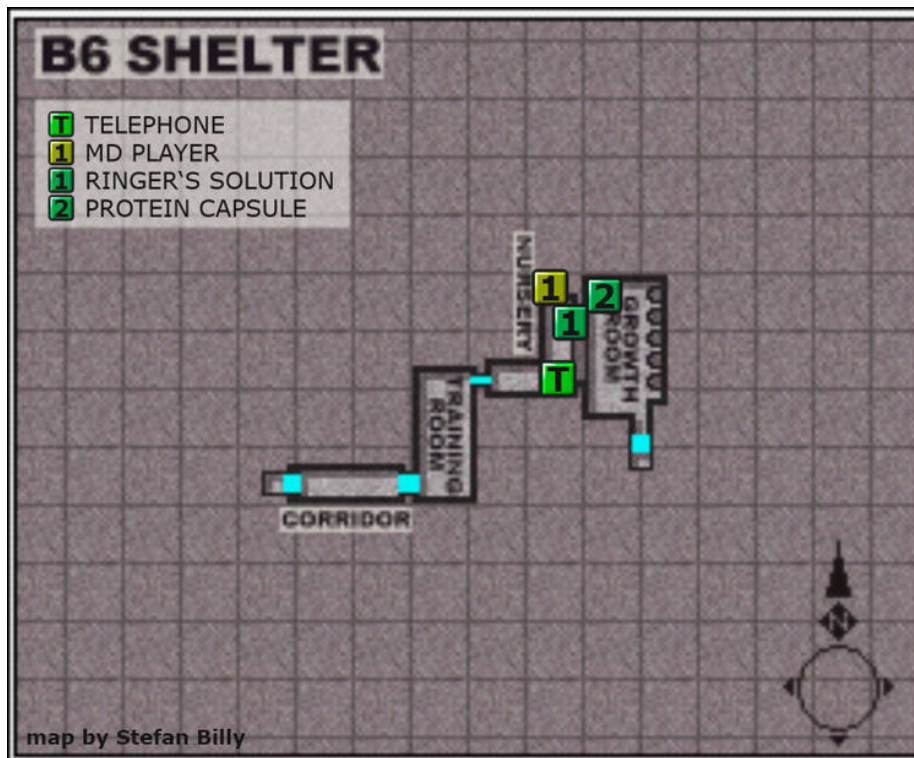 B6 SHELTER
T TELEPHONE
1 MD PLAYER
1 RINGER`S SOLUTION
2 PROTEIN CAPSULE
NURSERY
1
2
1
GROWTH
ROOM
T
TRAINING
ROOM
CORRIDOR
N
map by Stefan Billy